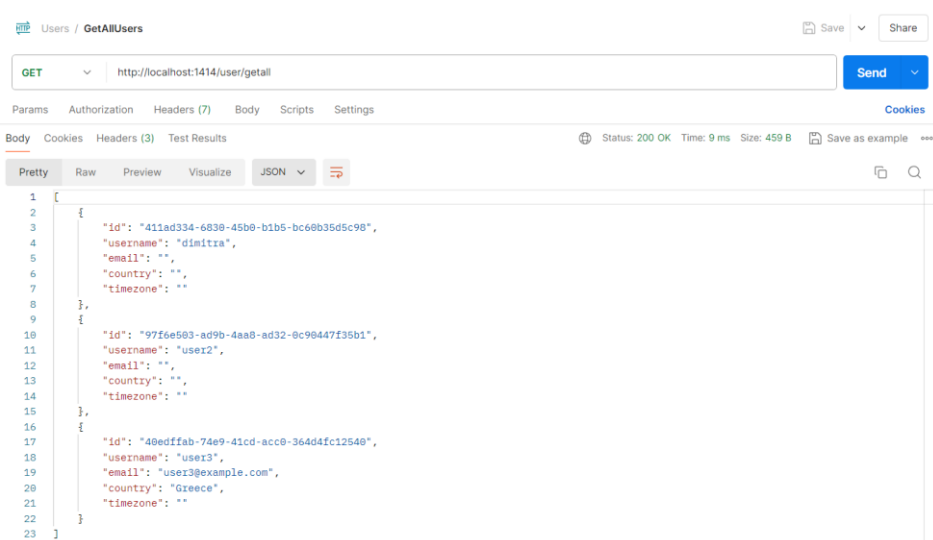 HTTP Users / GetAllUsers Save Share
GET http://localhost:1414/user/getall Send
Params Authorization Headers (7) Body Scripts Settings Cookies
Body Cookies Headers (3) Test Results Status: 200 OK Time: 9 ms Size: 459 B Save as example
Pretty Raw Preview Visualize JSON
1 [
2 {
3 "id": "411ad334-6830-45b0-b1b5-bc60b35d5c98",
4 "username": "dimitra",
5 "email": "",
6 "country": "",
7 "timezone": ""
8 },
9 {
10 "id": "97f6e503-ad9b-4aa8-ad32-0c90447f35b1",
11 "username": "user2",
12 "email": "",
13 "country": "",
14 "timezone": ""
15 },
16 {
17 "id": "40edffab-74e9-41cd-acc0-364d4fc12540",
18 "username": "user3",
19 "email": "user3@example.com",
20 "country": "Greece",
21 "timezone": ""
22 }
23 ]